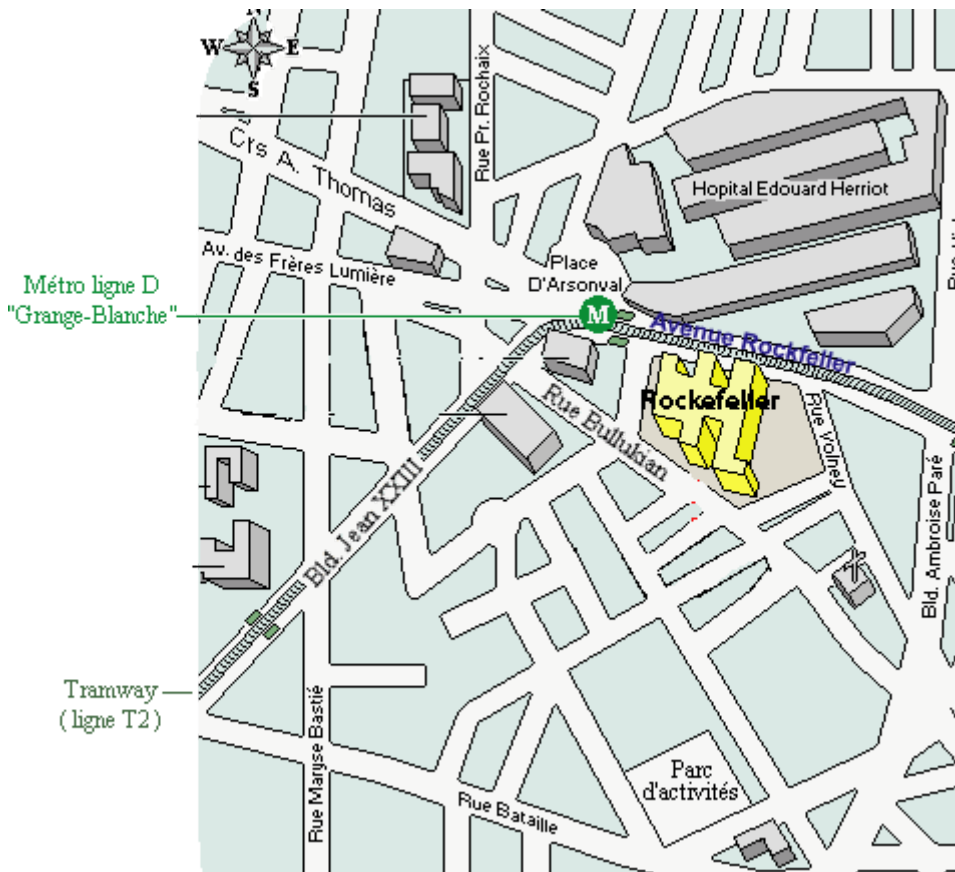 N
W E
S
Crs A. Thomas
Rue Pr. Rochaix
Hopital Edouard Herriot
Av. des Frères Lumière
Place
D'Arsonval
Métro ligne D
"Grange-Blanche"
M
Avenue Rockfeller
Rockefeller
Rue Bullukian
Rue Volney
Bld. Jean XXIII
Bld. Ambroise Paré
Tramway
( ligne T2 )
Rue Maryse Bastié
Parc
d'activités
Rue Bataille